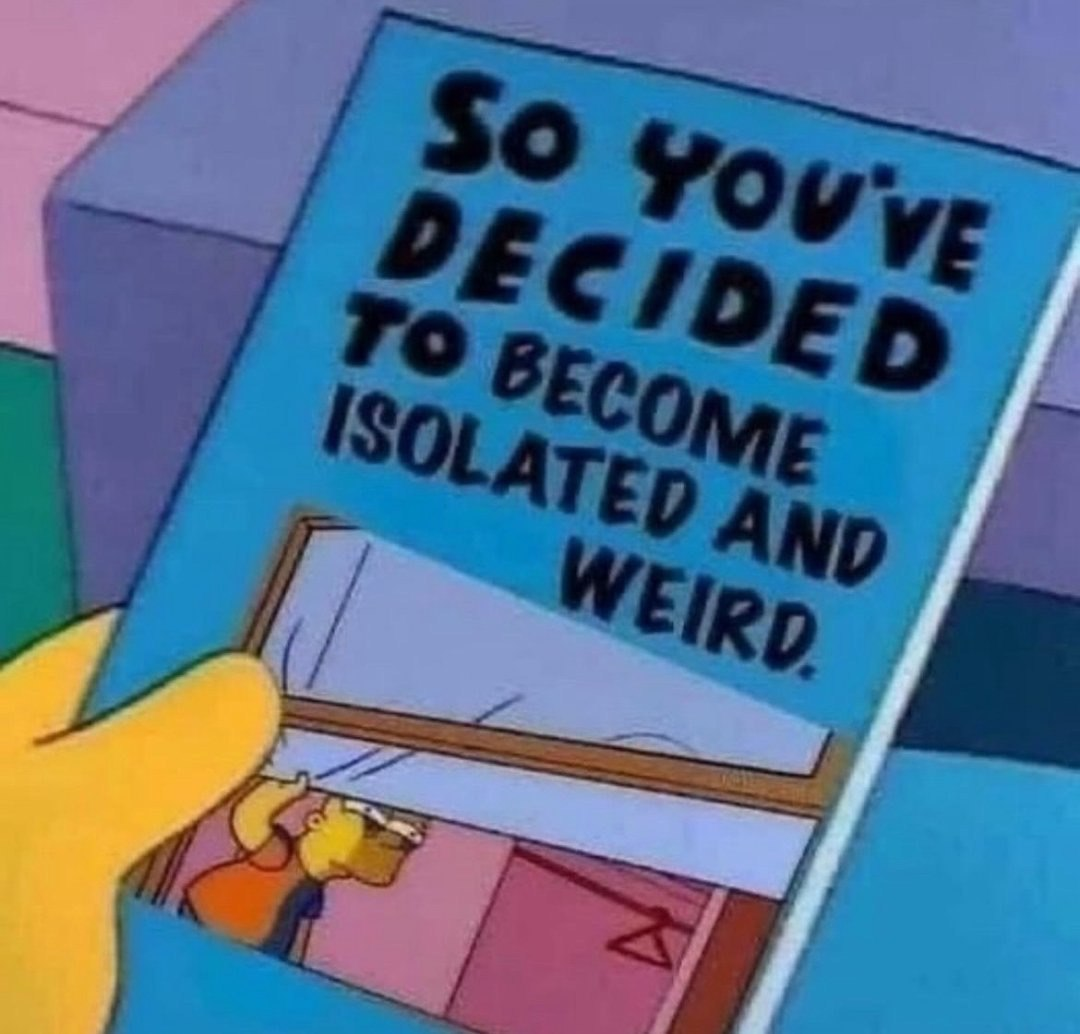 SO YOU'VE
DECIDED
TO BECOME
ISOLATED AND
WEIRD.